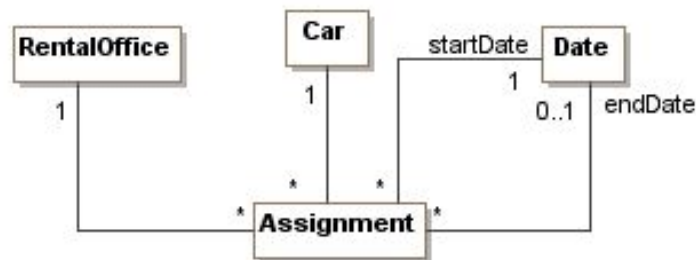 RentalOffice
Car
startDate
Date
1
1
1
0..1
endDate
*
*
*
*
Assignment